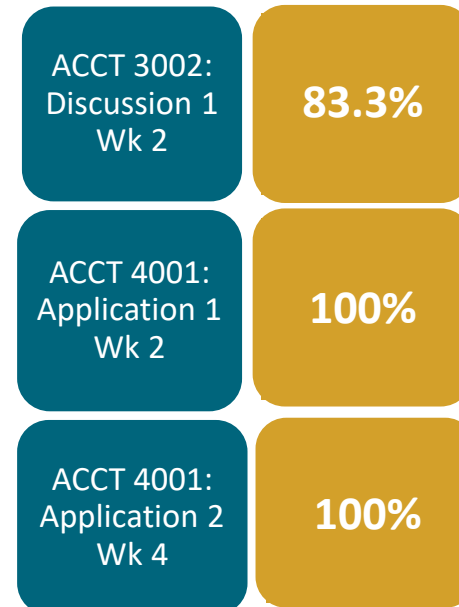 ACCT 3002:
Discussion 1
Wk 2
83.3%
ACCT 4001:
Application 1
Wk 2
100%
ACCT 4001:
Application 2
Wk 4
100%